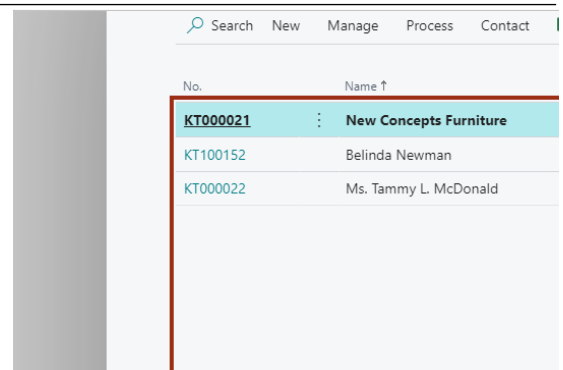 Search New Manage Process Contact
No. Name ↑
KT000021 New Concepts Furniture
KT100152 Belinda Newman
KT000022 Ms. Tammy L. McDonald